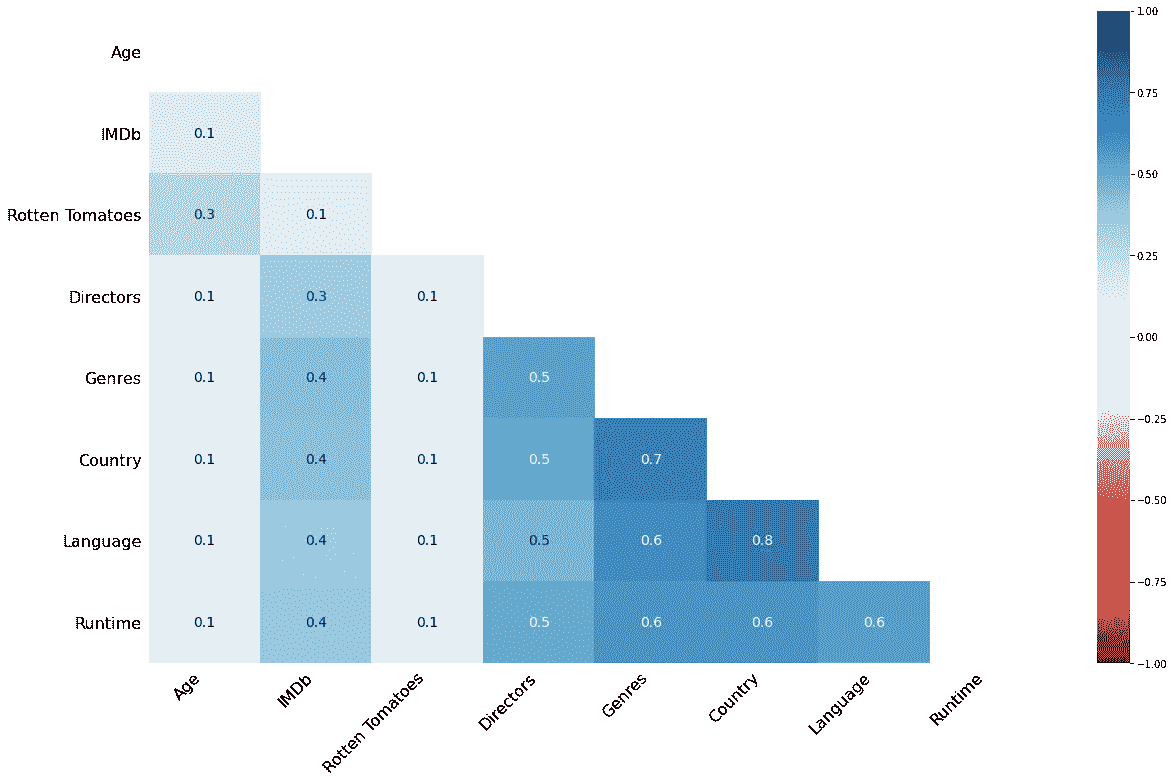 Age
IMDb 0.1
Rotten Tomatoes 0.3 0.1
Directors 0.1 0.3 0.1
Genres 0.1 0.4 0.1 0.5
Country 0.1 0.4 0.1 0.5 0.7
Language 0.1 0.4 0.1 0.5 0.6 0.8
Runtime 0.1 0.4 0.1 0.5 0.6 0.6 0.6
Age IMDb Rotten Tomatoes Directors Genres Country Language Runtime
1.00
0.75
0.50
0.25
0.00
−0.25
−0.50
−0.75
−1.00